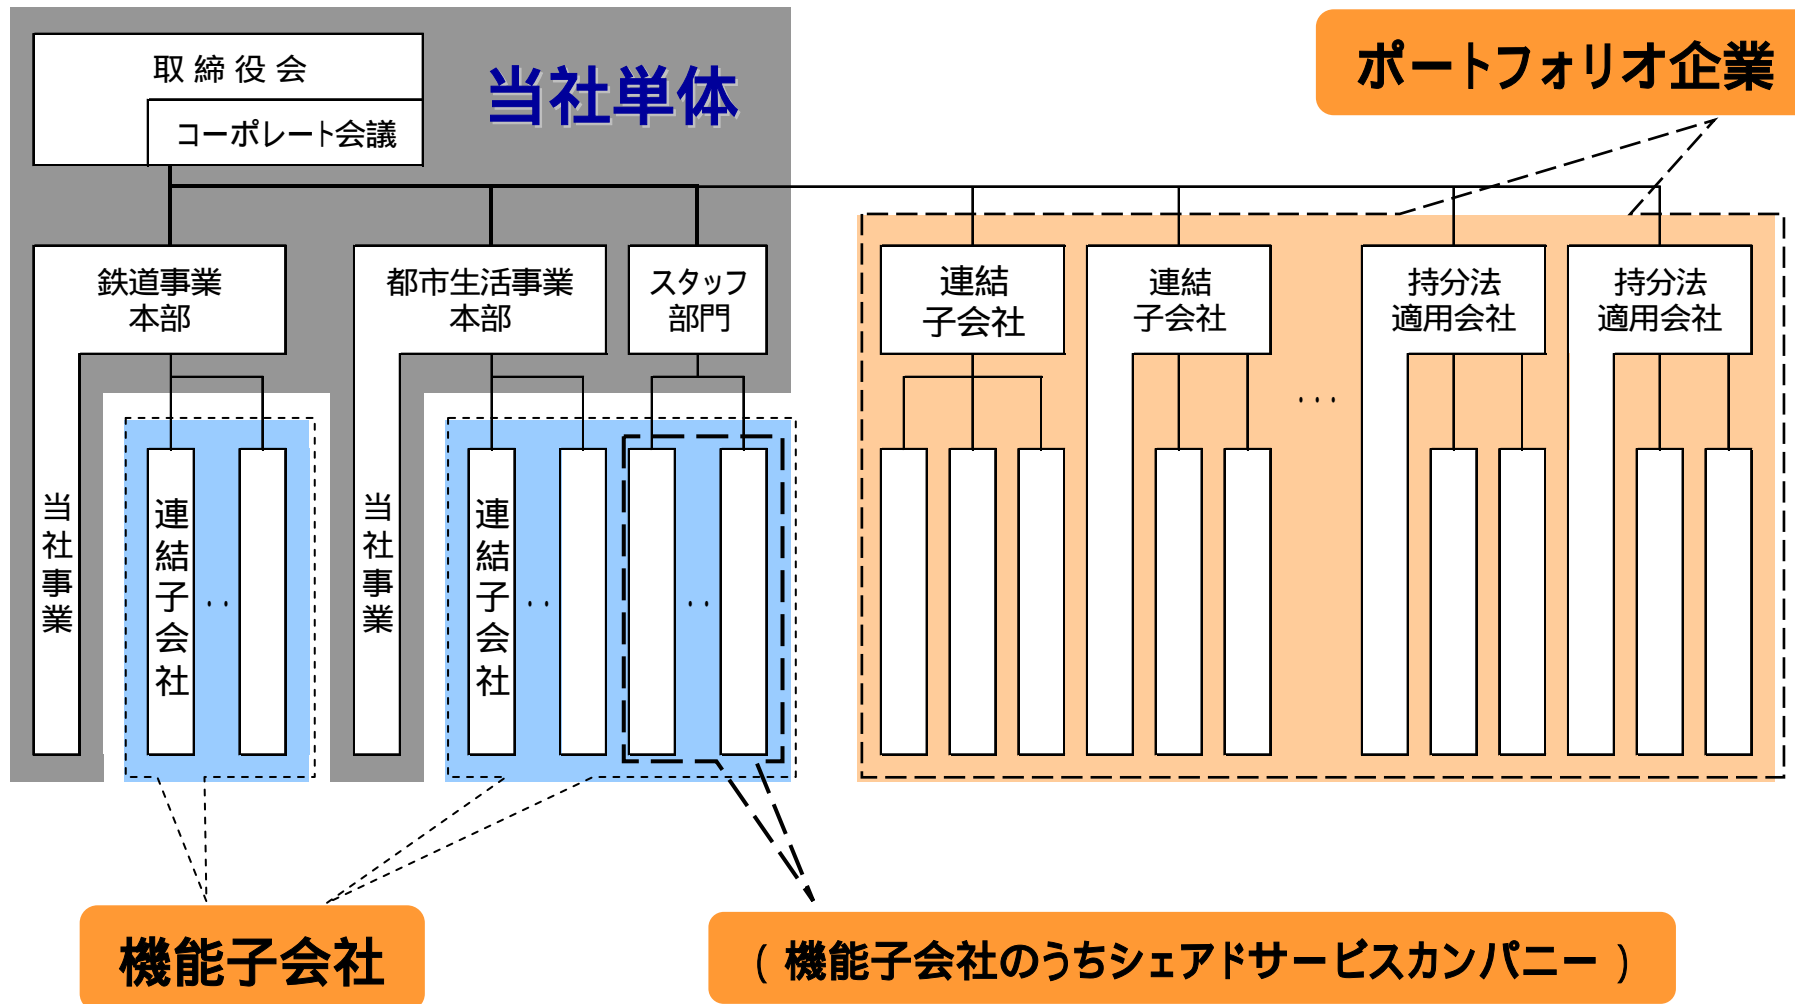 取締役会
コーポレート会議
当社単体
ポートフォリオ企業
鉄道事業
本部
都市生活事業
本部
スタッフ
部門
連結
子会社
連結
子会社
・・・
持分法
適用会社
持分法
適用会社
当社事業
連結子会社
・・
当社事業
連結子会社
・・
・・
機能子会社
(機能子会社のうちシェアドサービスカンパニー)